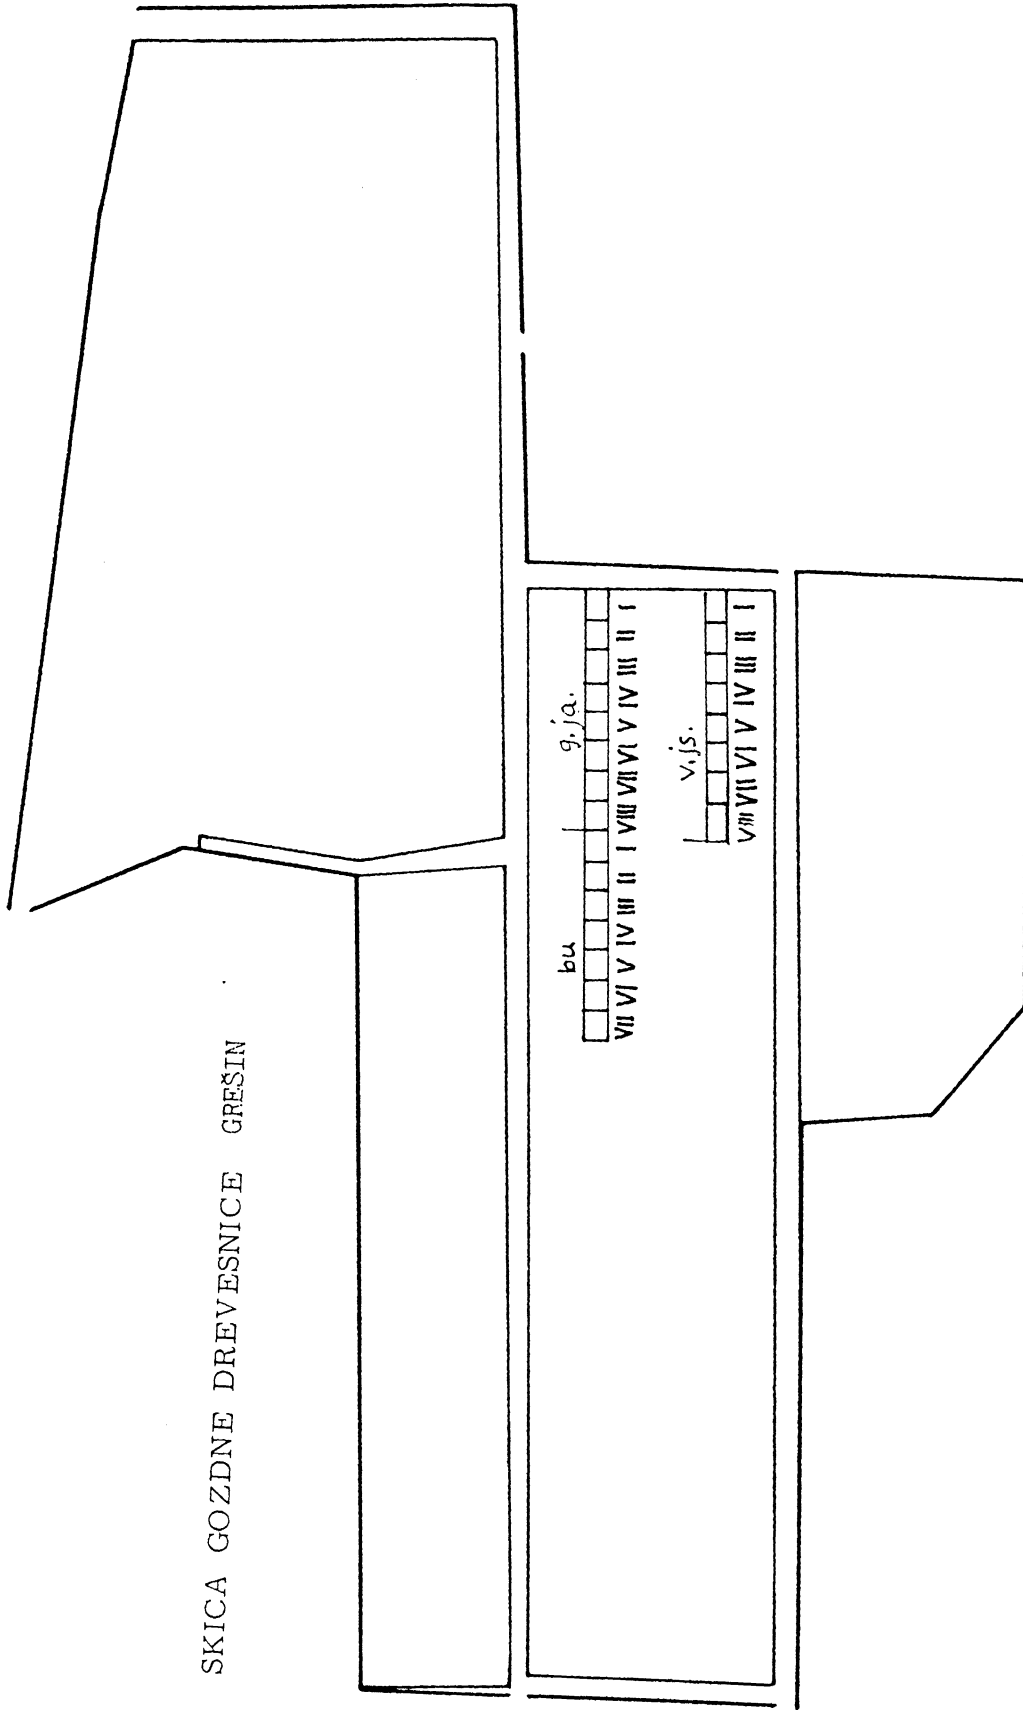 SKICA GOZDNE DREVESNICE GREŠIN
bu g.ja.
VII VI V IV III II I VIII VII VI V IV III II I
v.js.
VIII VII VI V IV III II I